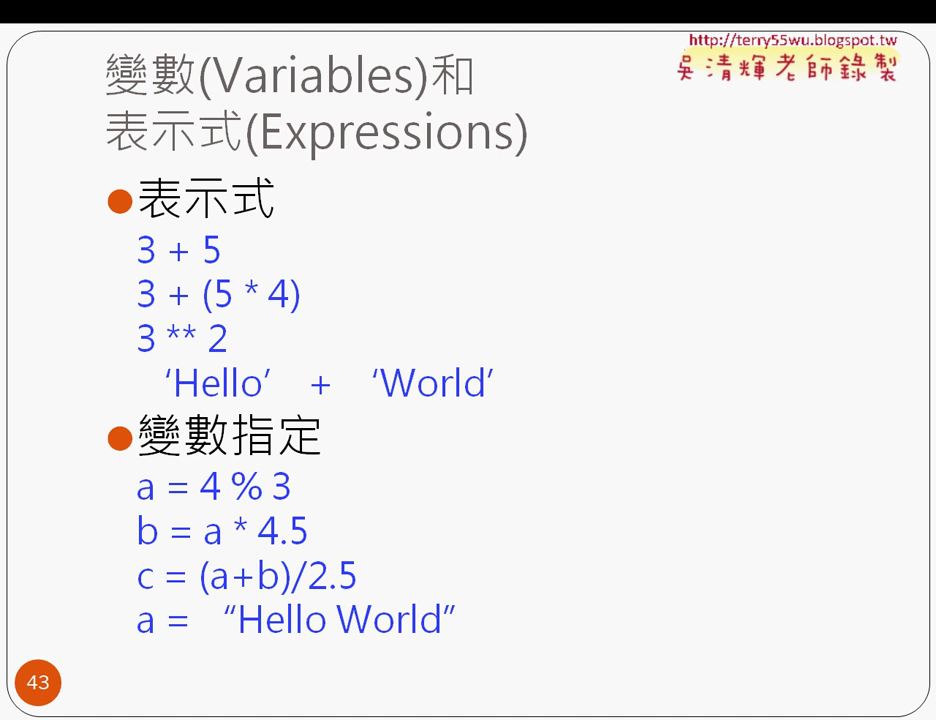 http://terry55wu.blogspot.tw
吳清輝老師錄製
變數(Variables)和
表示式(Expressions)
●表示式
3 + 5
3 + (5 * 4)
3 ** 2
‘Hello’ + ‘World’
●變數指定
a = 4 % 3
b = a * 4.5
c = (a+b)/2.5
a = “Hello World”
43